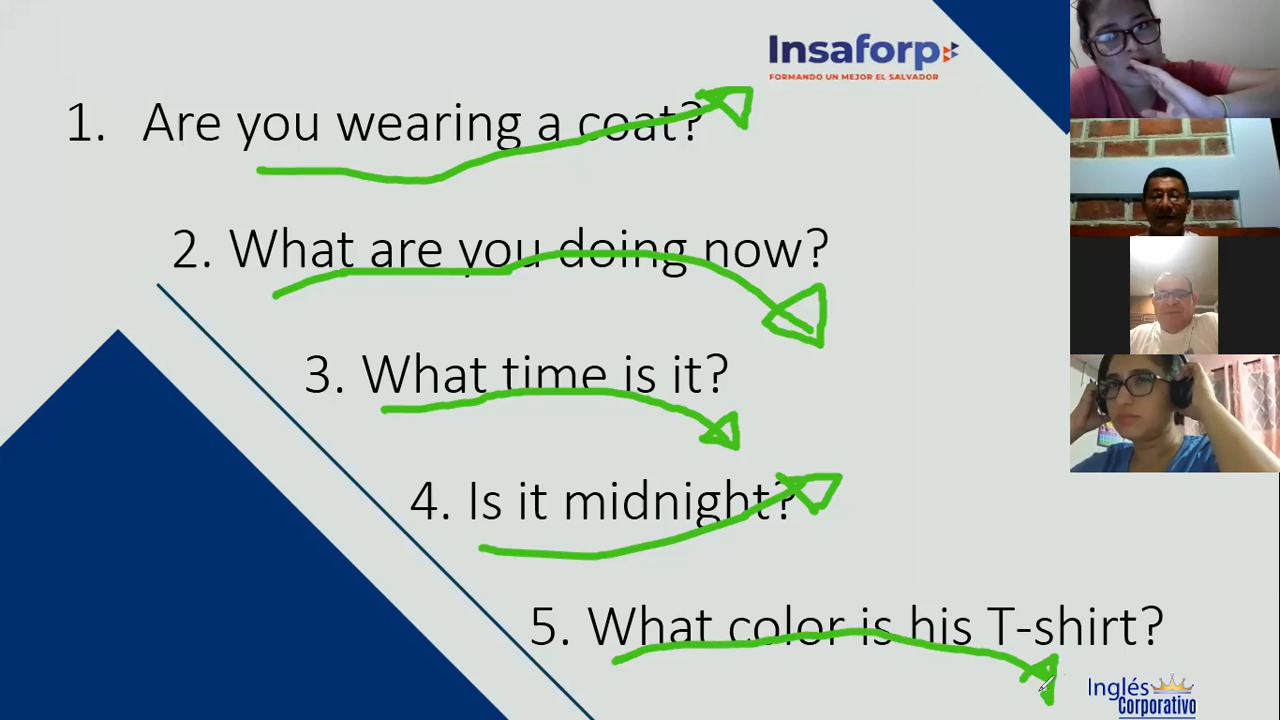 Insaforp
FORMANDO UN MEJOR EL SALVADOR
1. Are you wearing a coat?
2. What are you doing now?
3. What time is it?
4. Is it midnight?
5. What color is his T-shirt?
Inglés
Corporativo